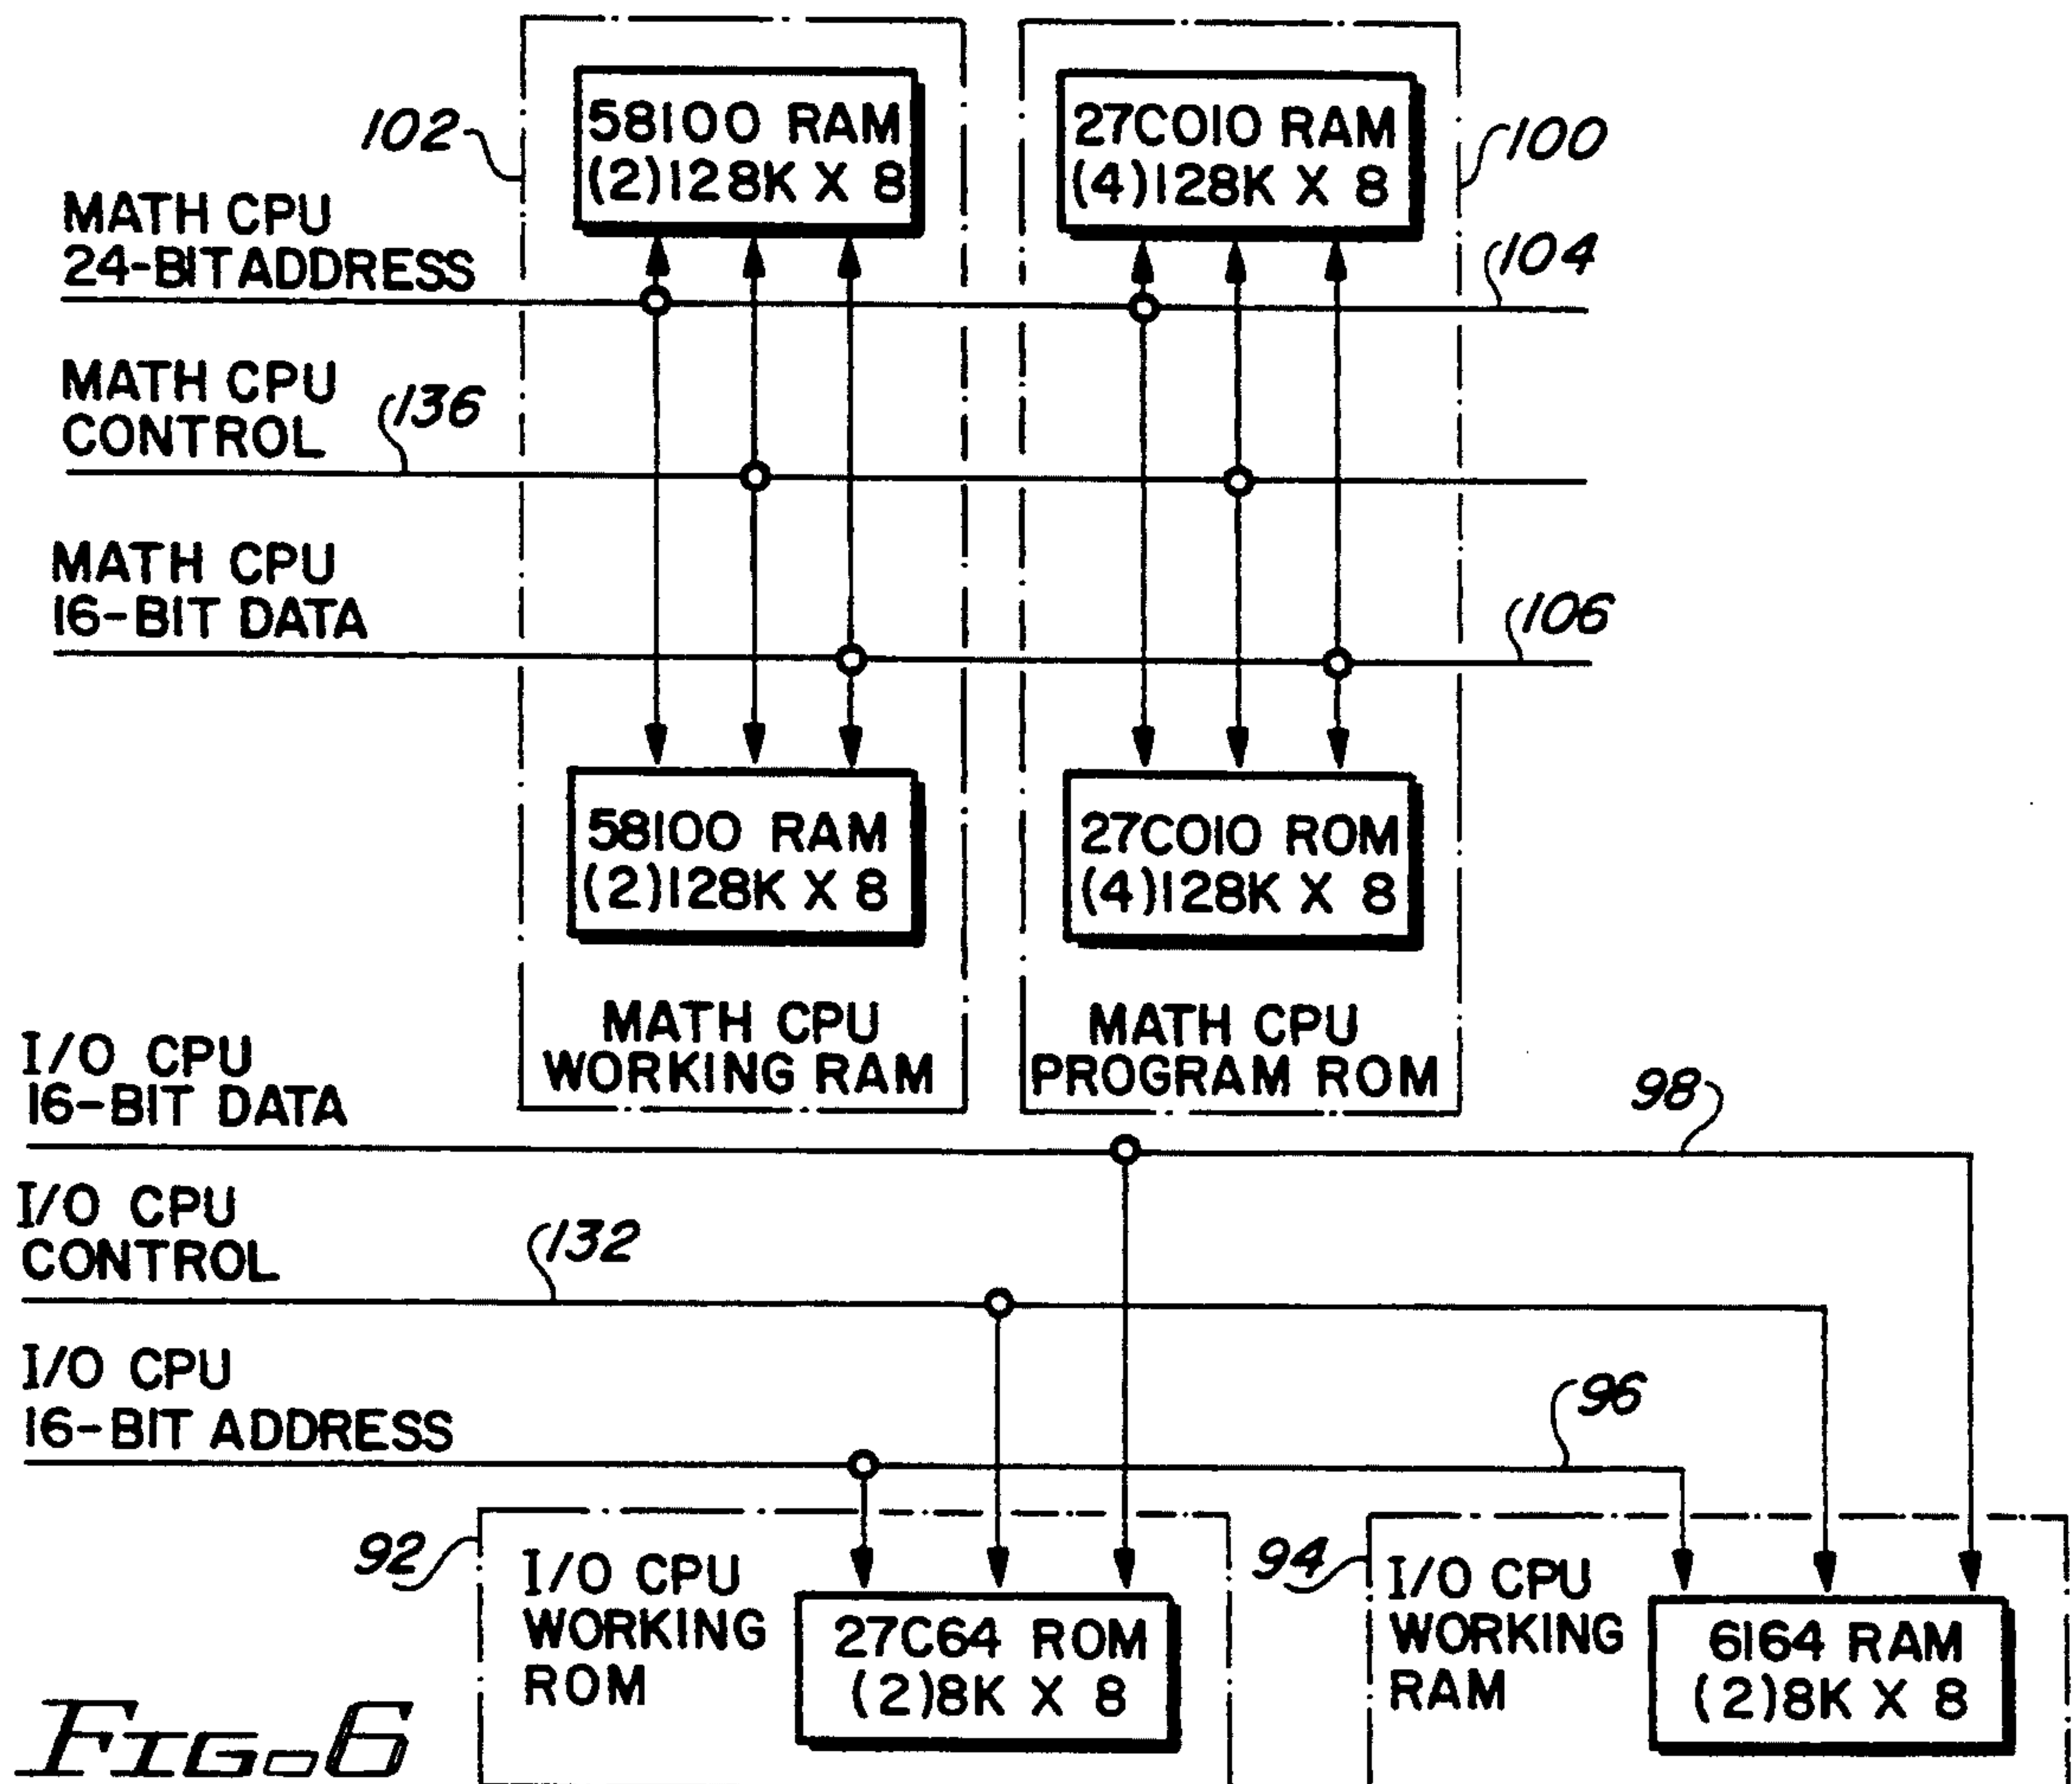 58100 RAM
(2)128K X 8
27C010 RAM
(4)128K X 8
102
100
MATH CPU
24-BIT ADDRESS
104
MATH CPU
CONTROL
136
MATH CPU
16-BIT DATA
106
58100 RAM
(2)128K X 8
27C010 ROM
(4)128K X 8
MATH CPU
WORKING RAM
MATH CPU
PROGRAM ROM
I/O CPU
16-BIT DATA
98
I/O CPU
CONTROL
132
I/O CPU
16-BIT ADDRESS
96
92
I/O CPU
WORKING
ROM
27C64 ROM
(2)8K X 8
94
I/O CPU
WORKING
RAM
6164 RAM
(2)8K X 8
FIG. 6